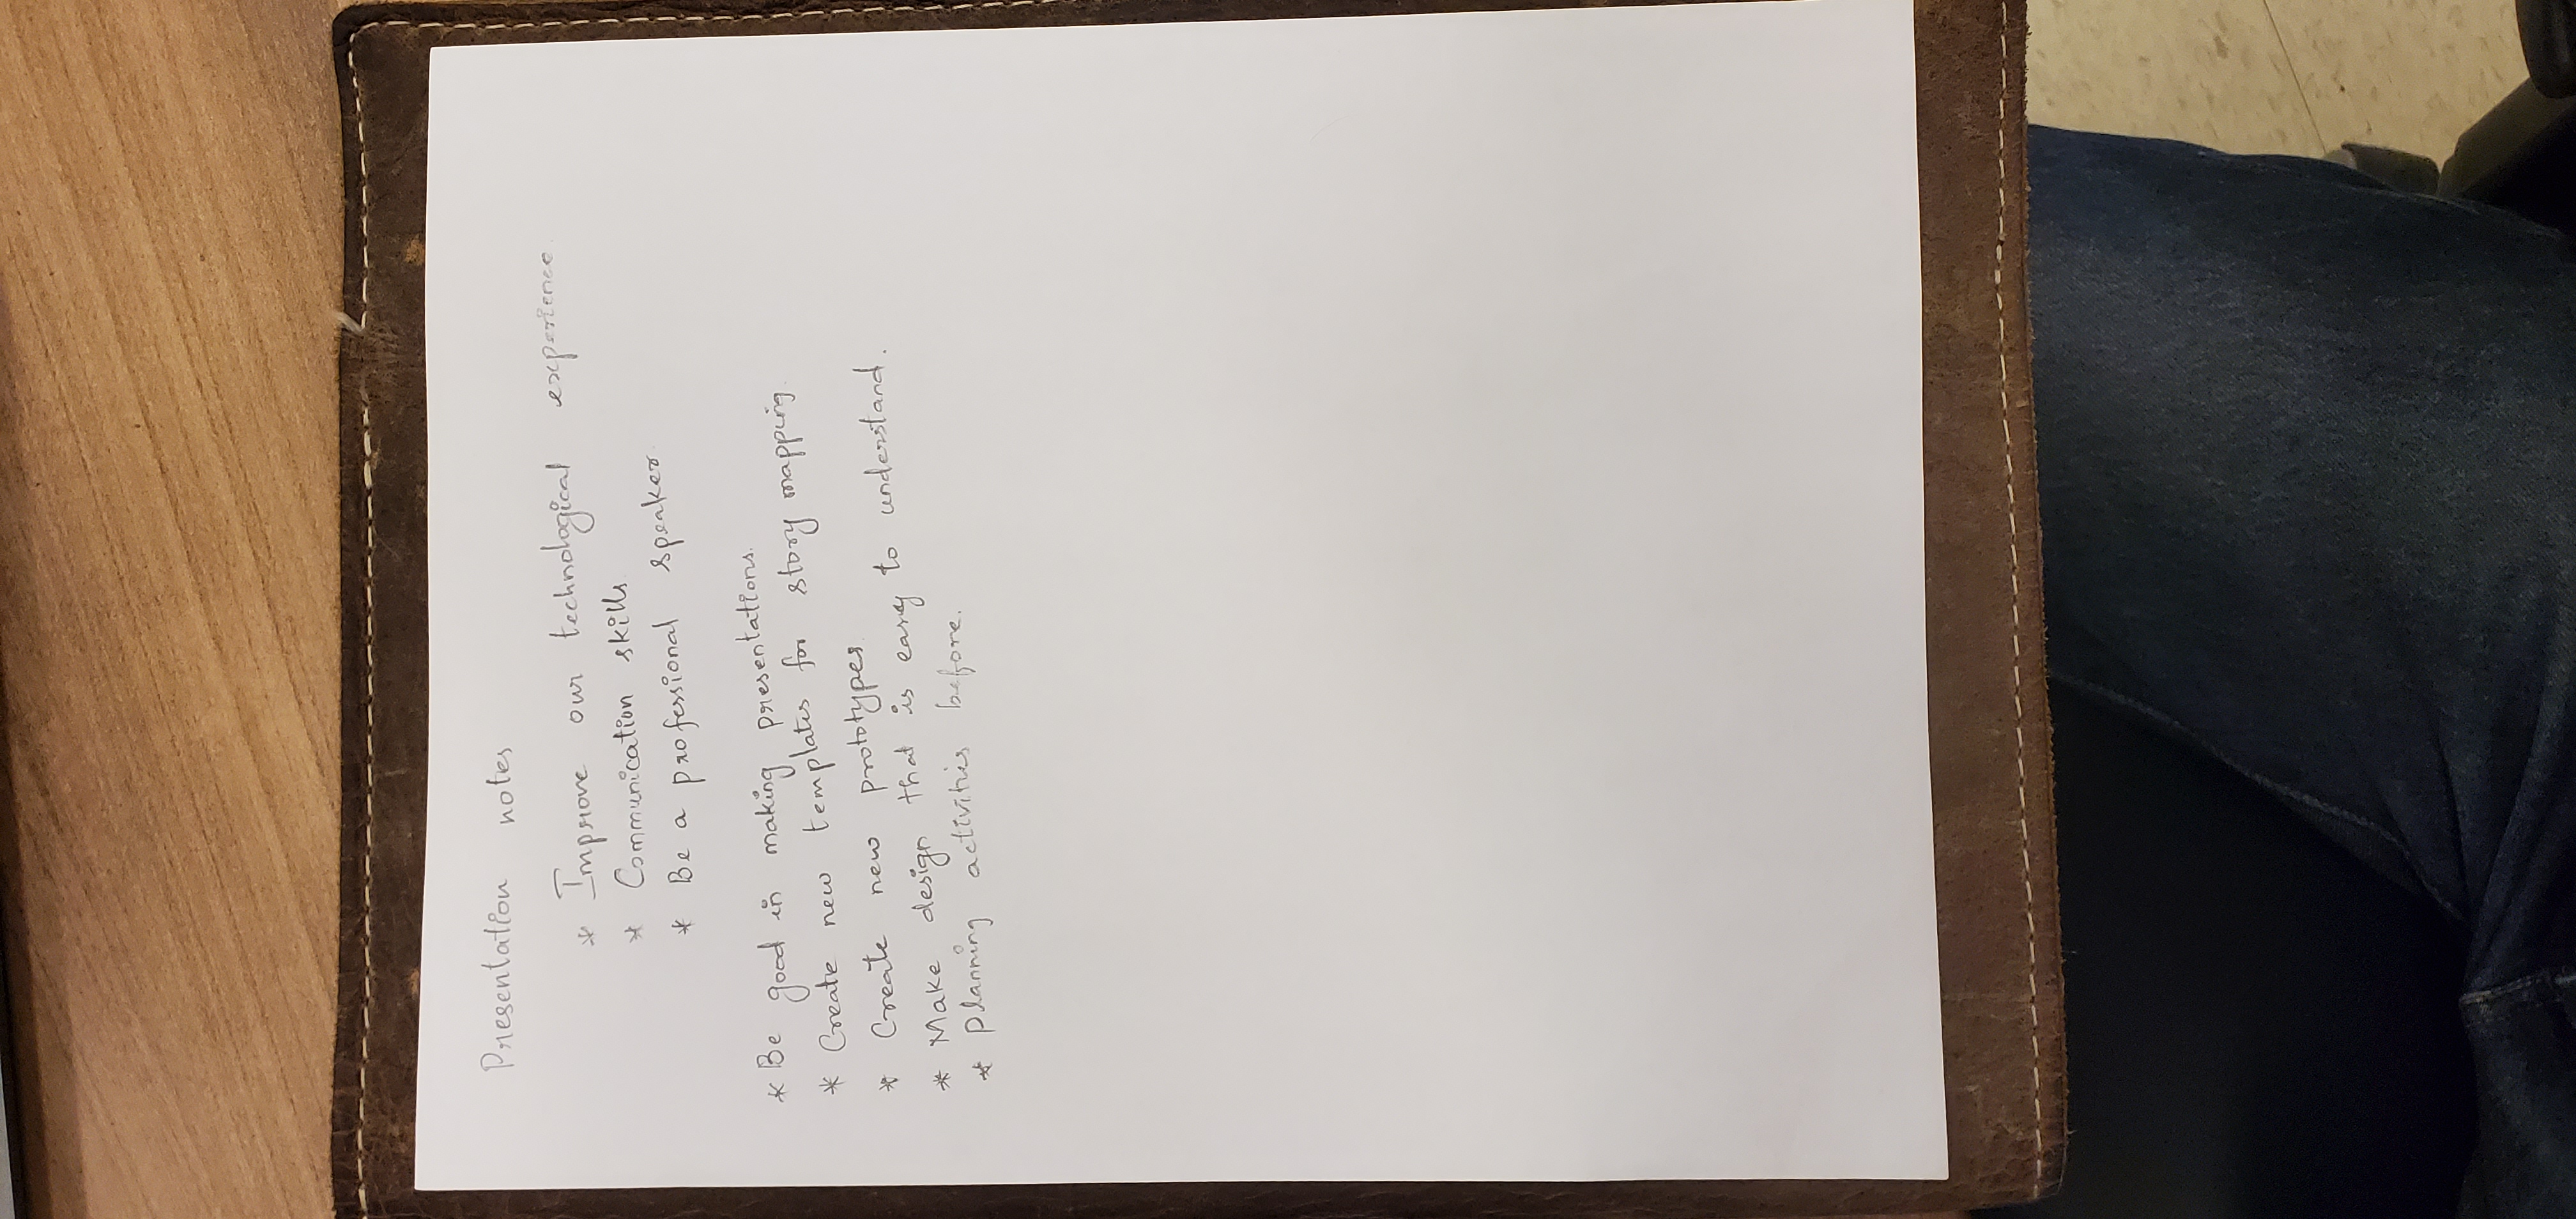 Presentation notes
* Improve our technological experience.
* Communication skills
* Be a professional speaker.
* Be good in making presentations.
* Create new templates for story mapping.
* Create new prototypes.
* Make design that is easy to understand.
* Planning activities before.